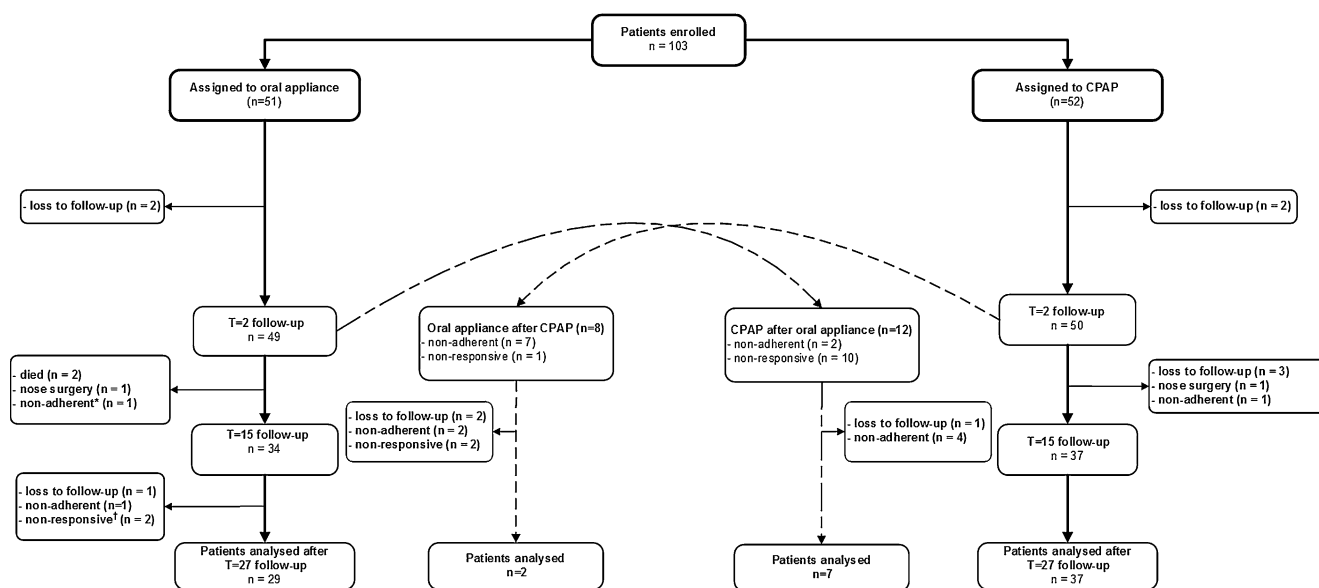 Patients enrolled
n = 103
Assigned to oral appliance
(n=51)
Assigned to CPAP
(n=52)
- loss to follow-up (n = 2)
- loss to follow-up (n = 2)
T=2 follow-up
n = 49
Oral appliance after CPAP (n=8)
- non-adherent (n = 7)
- non-responsive (n = 1)
CPAP after oral appliance (n=12)
- non-adherent (n = 2)
- non-responsive (n = 10)
T=2 follow-up
n = 50
- died (n = 2)
- nose surgery (n = 1)
- non-adherent* (n = 1)
- loss to follow-up (n = 3)
- nose surgery (n = 1)
- non-adherent (n = 1)
T=15 follow-up
n = 34
- loss to follow-up (n = 2)
- non-adherent (n = 2)
- non-responsive (n = 2)
- loss to follow-up (n = 1)
- non-adherent (n = 4)
T=15 follow-up
n = 37
- loss to follow-up (n = 1)
- non-adherent (n=1)
- non-responsive† (n = 2)
Patients analysed after
T=27 follow-up
n = 29
Patients analysed
n=2
Patients analysed
n=7
Patients analysed after
T=27 follow-up
n = 37